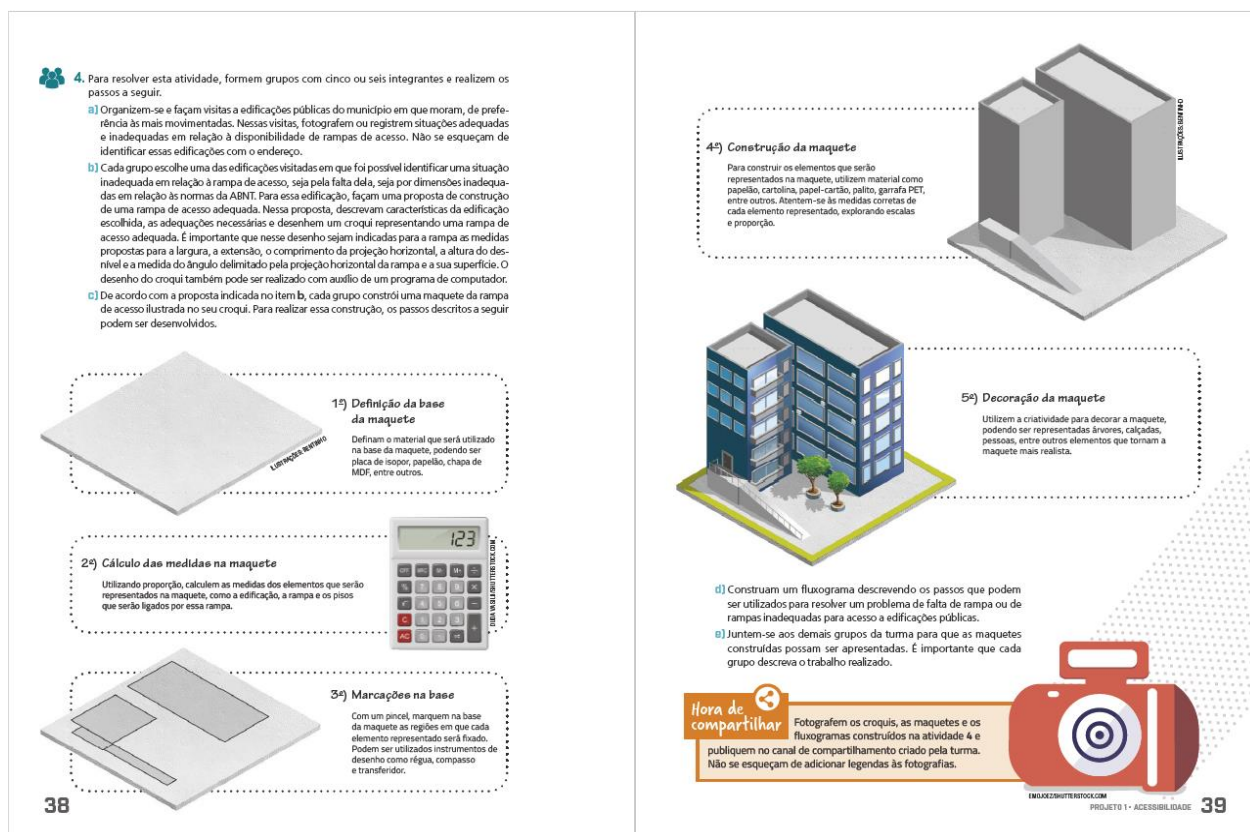 4. Para resolver esta atividade, formem grupos com cinco ou seis integrantes e realizem os
passos a seguir.
a) Organizem-se e façam visitas a edificações públicas do município em que moram, de prefe-
rência às mais movimentadas. Nessas visitas, fotografem ou registrem situações adequadas
e inadequadas em relação à disponibilidade de rampas de acesso. Não se esqueçam de
identificar essas edificações com o endereço.
b) Cada grupo escolhe uma das edificações visitadas em que foi possível identificar uma situação
inadequada em relação à rampa de acesso, seja pela falta dela, seja por dimensões inadequa-
das em relação às normas da ABNT. Para essa edificação, façam uma proposta de construção
de uma rampa de acesso adequada. Nessa proposta, descrevam características da edificação
escolhida, as adequações necessárias e desenhem um croqui representando uma rampa de
acesso adequada. É importante que nesse desenho sejam indicadas para a rampa as medidas
propostas para a largura, a extensão, o comprimento da projeção horizontal, a altura do des-
nível e a medida do ângulo delimitado pela projeção horizontal da rampa e a sua superfície. O
desenho do croqui também pode ser realizado com auxílio de um programa de computador.
c) De acordo com a proposta indicada no item b, cada grupo constrói uma maquete da rampa
de acesso ilustrada no seu croqui. Para realizar essa construção, os passos descritos a seguir
podem ser desenvolvidos.
1º) Definição da base
da maquete
Definam o material que será utilizado
na base da maquete, podendo ser
placa de isopor, papelão, chapa de
MDF, entre outros.
ILUSTRAÇÕES: BENTINHO
2º) Cálculo das medidas na maquete
Utilizando proporção, calculem as medidas dos elementos que serão
representados na maquete, como a edificação, a rampa e os pisos
que serão ligados por essa rampa.
123
3º) Marcações na base
Com um pincel, marquem na base
da maquete as regiões em que cada
elemento representado será fixado.
Podem ser utilizados instrumentos de
desenho como régua, compasso
e transferidor.
38
4º) Construção da maquete
Para construir os elementos que serão
representados na maquete, utilizem material como
papelão, cartolina, papel-cartão, palito, garrafa PET,
entre outros. Atentem-se às medidas corretas de
cada elemento representado, explorando escalas
e proporção.
ILUSTRAÇÕES: BENTINHO
5º) Decoração da maquete
Utilizem a criatividade para decorar a maquete,
podendo ser representadas árvores, calçadas,
pessoas, entre outros elementos que tornam a
maquete mais realista.
d) Construam um fluxograma descrevendo os passos que podem
ser utilizados para resolver um problema de falta de rampa ou de
rampas inadequadas para acesso a edificações públicas.
e) Juntem-se aos demais grupos da turma para que as maquetes
construídas possam ser apresentadas. É importante que cada
grupo descreva o trabalho realizado.
Hora de
compartilhar
Fotografem os croquis, as maquetes e os
fluxogramas construídos na atividade 4 e
publiquem no canal de compartilhamento criado pela turma.
Não se esqueçam de adicionar legendas às fotografias.
EMOJOEZ/SHUTTERSTOCK.COM
PROJETO 1 • ACESSIBILIDADE 39